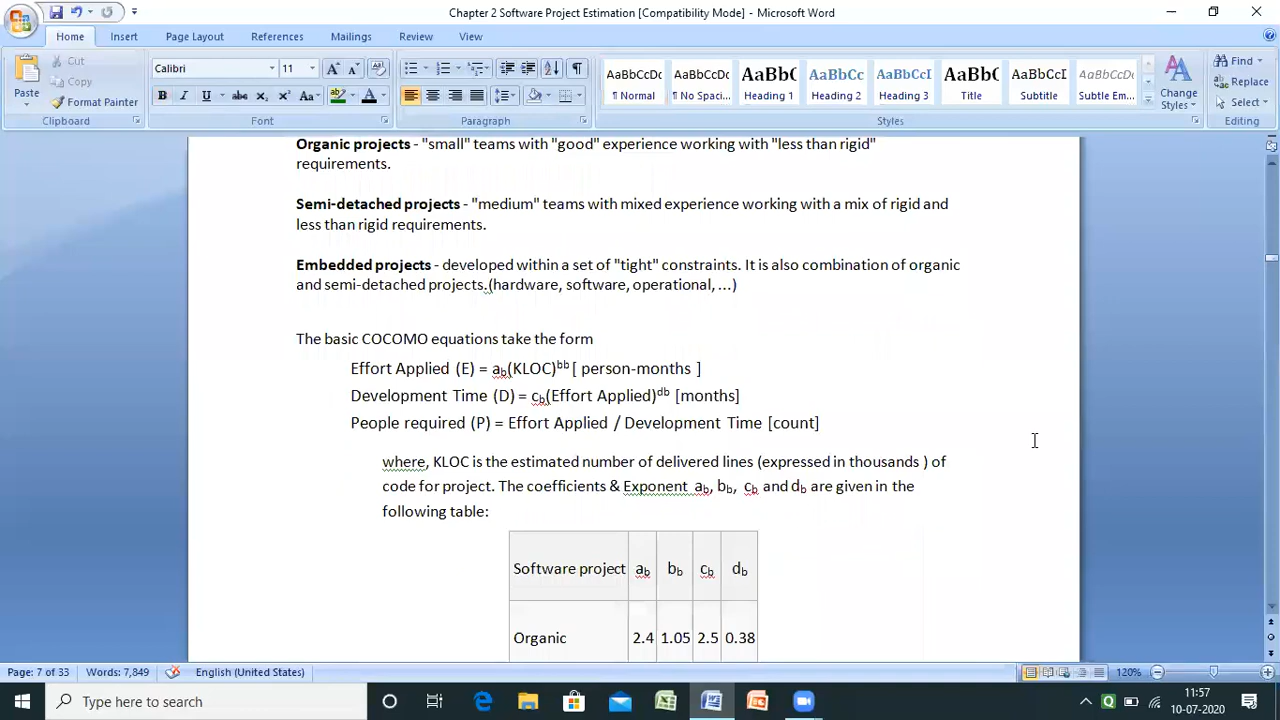 Chapter 2 Software Project Estimation [Compatibility Mode] - Microsoft Word
Home Insert Page Layout References Mailings Review View
Paste
Cut
Copy
Format Painter
Clipboard
Calibri 11
B I U abc x₂ x² Aa
Font
Paragraph
AaBbCcDc AaBbCcDc AaBbC AaBbCc AaBbCcI AaBbC AaBbCcI AaBbCcDc
¶ Normal ¶ No Spaci... Heading 1 Heading 2 Heading 3 Title Subtitle Subtle Em...
Change Styles
Styles
Find
Replace
Select
Editing
Organic projects - "small" teams with "good" experience working with "less than rigid"
requirements.
Semi-detached projects - "medium" teams with mixed experience working with a mix of rigid and
less than rigid requirements.
Embedded projects - developed within a set of "tight" constraints. It is also combination of organic
and semi-detached projects.(hardware, software, operational, ...)
The basic COCOMO equations take the form
Effort Applied (E) = ab(KLOC)bb [ person-months ]
Development Time (D) = cb(Effort Applied)db [months]
People required (P) = Effort Applied / Development Time [count]
where, KLOC is the estimated number of delivered lines (expressed in thousands ) of
code for project. The coefficients & Exponent ab, bb, cb and db are given in the
following table:
Software project ab bb cb db
Organic 2.4 1.05 2.5 0.38
Page: 7 of 33 Words: 7,849 English (United States) 120%
Type here to search
11:57
10-07-2020